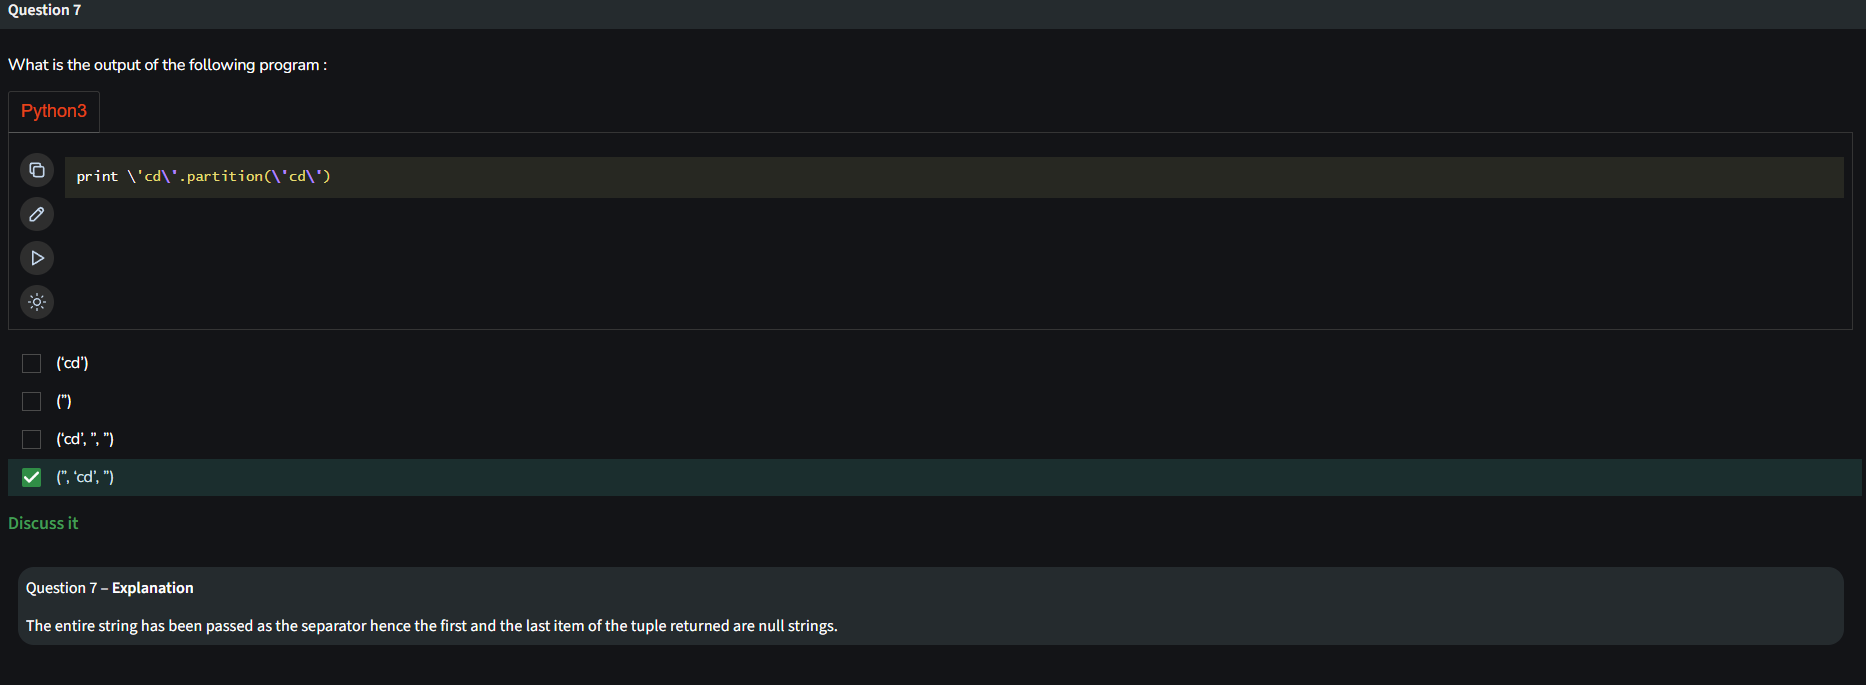 Question 7
What is the output of the following program :
Python3
print \'cd\'.partition(\'cd\')
(‘cd’)
(”)
(‘cd’, ”, ”)
(”, ‘cd’, ”)
Discuss it
Question 7 – Explanation
The entire string has been passed as the separator hence the first and the last item of the tuple returned are null strings.